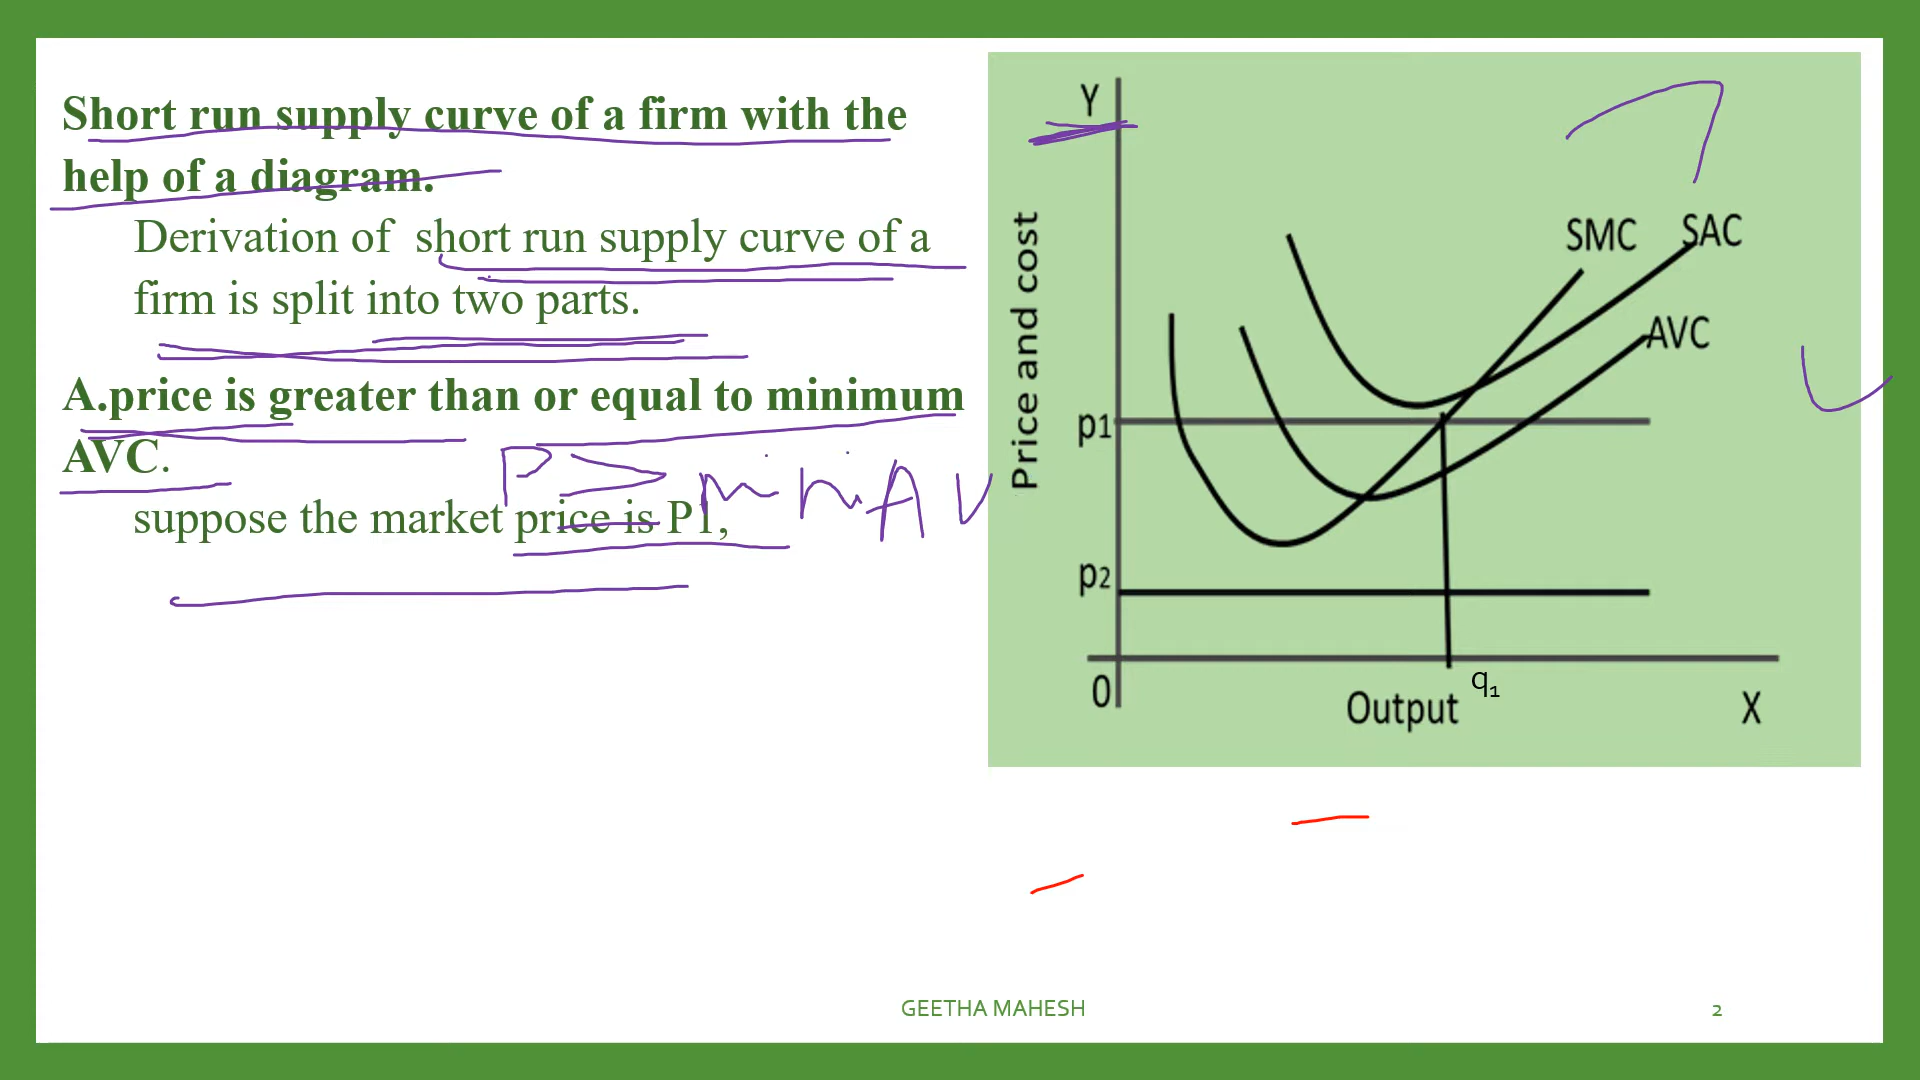 Short run supply curve of a firm with the
help of a diagram.
Derivation of short run supply curve of a
firm is split into two parts.
A.price is greater than or equal to minimum
AVC.
P ≥ min AV
suppose the market price is P1,
Y
Price and cost
SMC
SAC
AVC
p1
p2
0
Output
q₁
X
GEETHA MAHESH
2